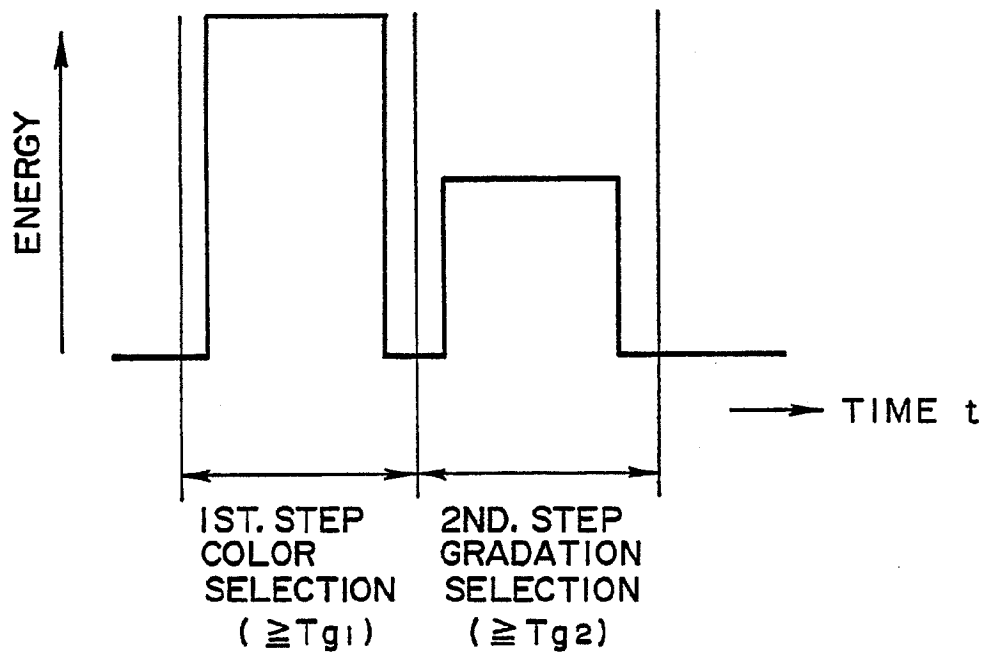 ENERGY
TIME t
1ST. STEP
COLOR
SELECTION
(≧Tg1)
2ND. STEP
GRADATION
SELECTION
(≧Tg2)